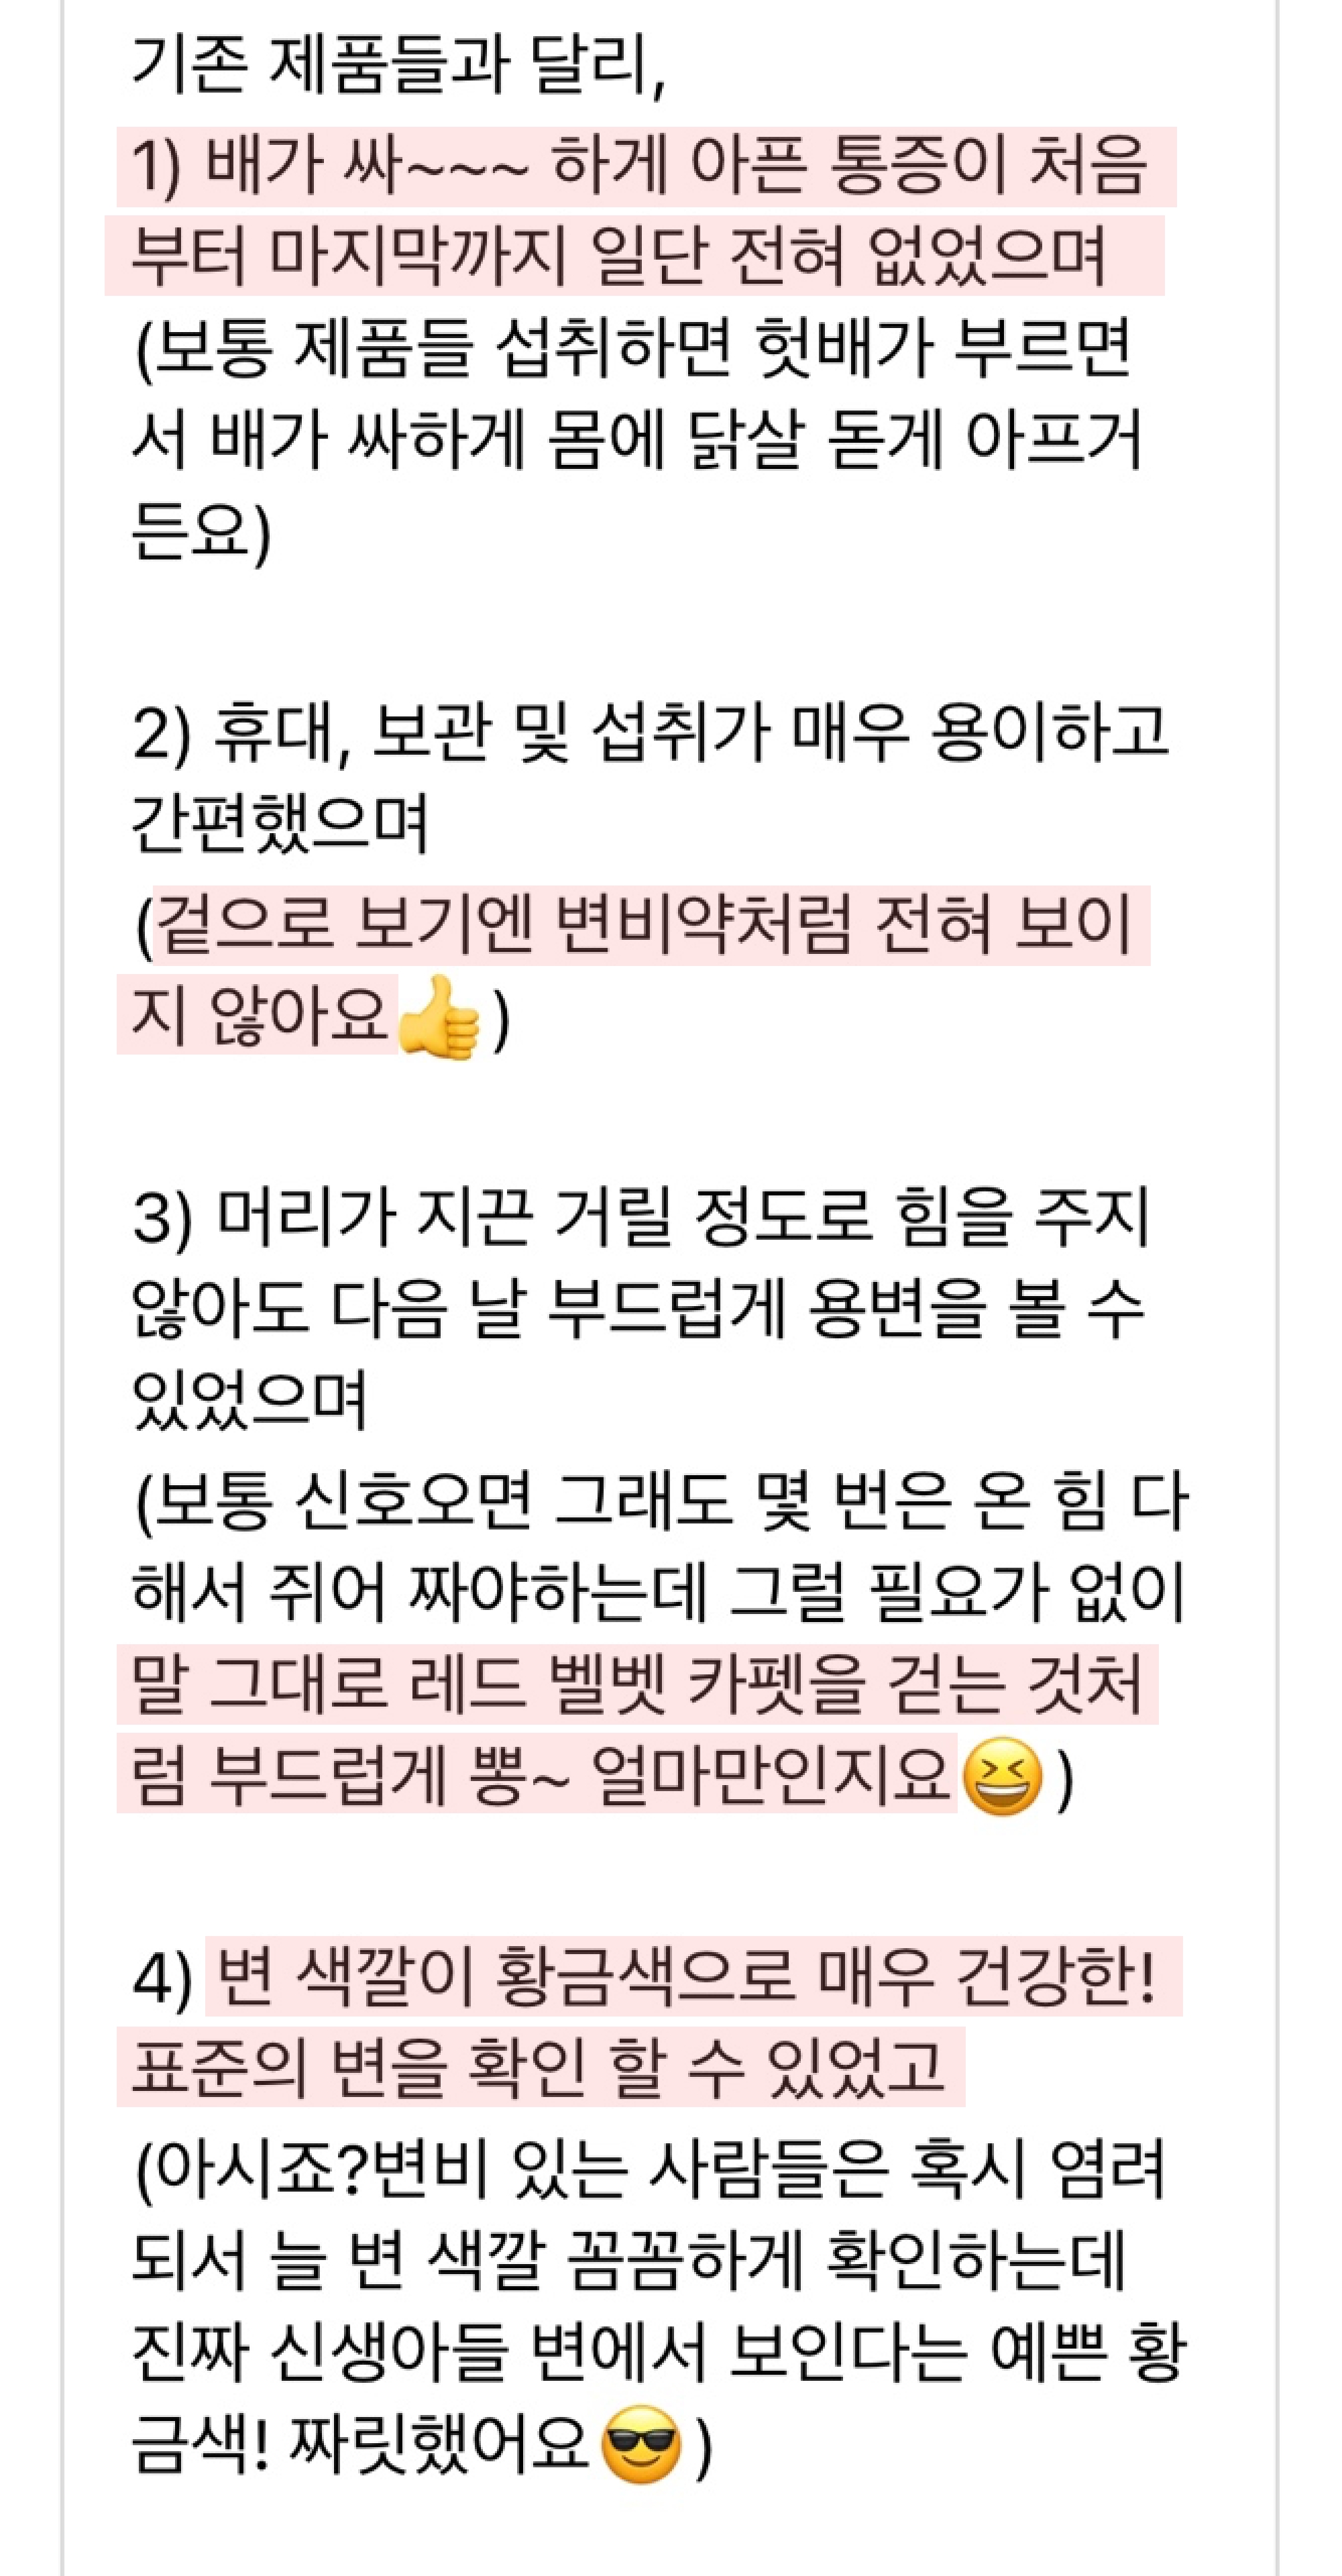 기존 제품들과 달리,
1) 배가 싸~~~ 하게 아픈 통증이 처음
부터 마지막까지 일단 전혀 없었으며
(보통 제품들 섭취하면 헛배가 부르면
서 배가 싸하게 몸에 닭살 돋게 아프거
든요)
2) 휴대, 보관 및 섭취가 매우 용이하고
간편했으며
(겉으로 보기엔 변비약처럼 전혀 보이
지 않아요👍)
3) 머리가 지끈 거릴 정도로 힘을 주지
않아도 다음 날 부드럽게 용변을 볼 수
있었으며
(보통 신호오면 그래도 몇 번은 온 힘 다
해서 쥐어 짜야하는데 그럴 필요가 없이
말 그대로 레드 벨벳 카펫을 걷는 것처
럼 부드럽게 뿅~ 얼마만인지요😆)
4) 변 색깔이 황금색으로 매우 건강한!
표준의 변을 확인 할 수 있었고
(아시죠?변비 있는 사람들은 혹시 염려
되서 늘 변 색깔 꼼꼼하게 확인하는데
진짜 신생아들 변에서 보인다는 예쁜 황
금색! 짜릿했어요😎)